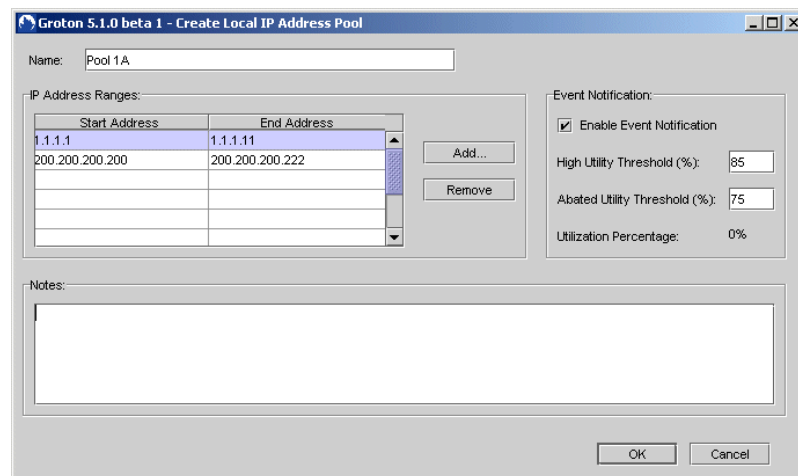 Groton 5.1.0 beta 1 - Create Local IP Address Pool
Name: Pool 1A
IP Address Ranges:
Start Address End Address
1.1.1.1 1.1.1.11
200.200.200.200 200.200.200.222
Add...
Remove
Event Notification:
Enable Event Notification
High Utility Threshold (%): 85
Abated Utility Threshold (%): 75
Utilization Percentage: 0%
Notes:
OK Cancel